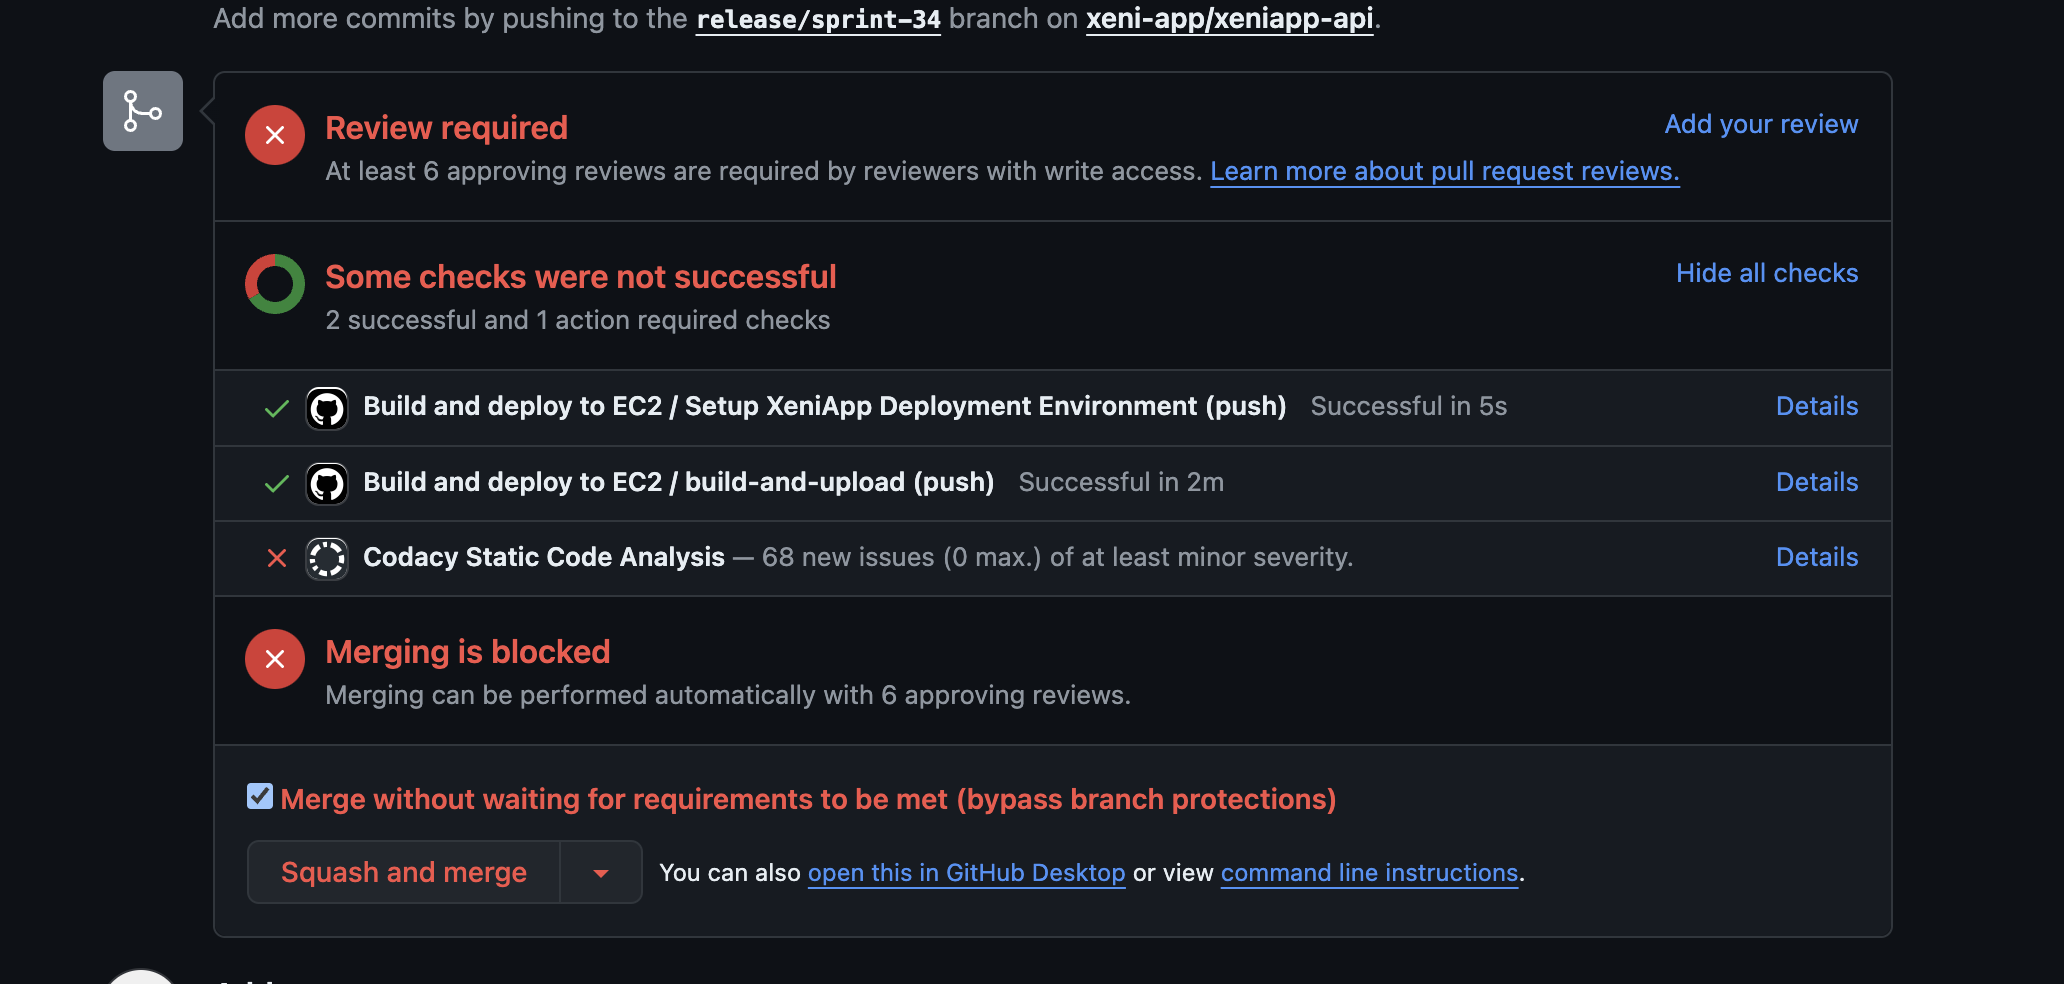 Add more commits by pushing to the release/sprint-34 branch on xeni-app/xeniapp-api.
Review required
Add your review
At least 6 approving reviews are required by reviewers with write access. Learn more about pull request reviews.
Some checks were not successful
Hide all checks
2 successful and 1 action required checks
Build and deploy to EC2 / Setup XeniApp Deployment Environment (push) Successful in 5s Details
Build and deploy to EC2 / build-and-upload (push) Successful in 2m Details
Codacy Static Code Analysis — 68 new issues (0 max.) of at least minor severity. Details
Merging is blocked
Merging can be performed automatically with 6 approving reviews.
Merge without waiting for requirements to be met (bypass branch protections)
Squash and merge You can also open this in GitHub Desktop or view command line instructions.